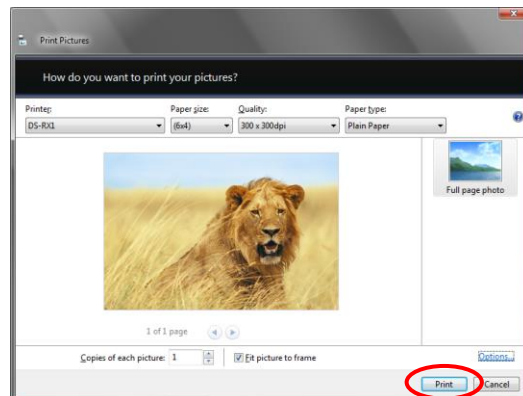 Print Pictures
How do you want to print your pictures?
Printer: Paper size: Quality: Paper type:
DS-RX1 (6x4) 300 x 300dpi Plain Paper
Full page photo
1 of 1 page
Copies of each picture: 1 Fit picture to frame Options...
Print Cancel